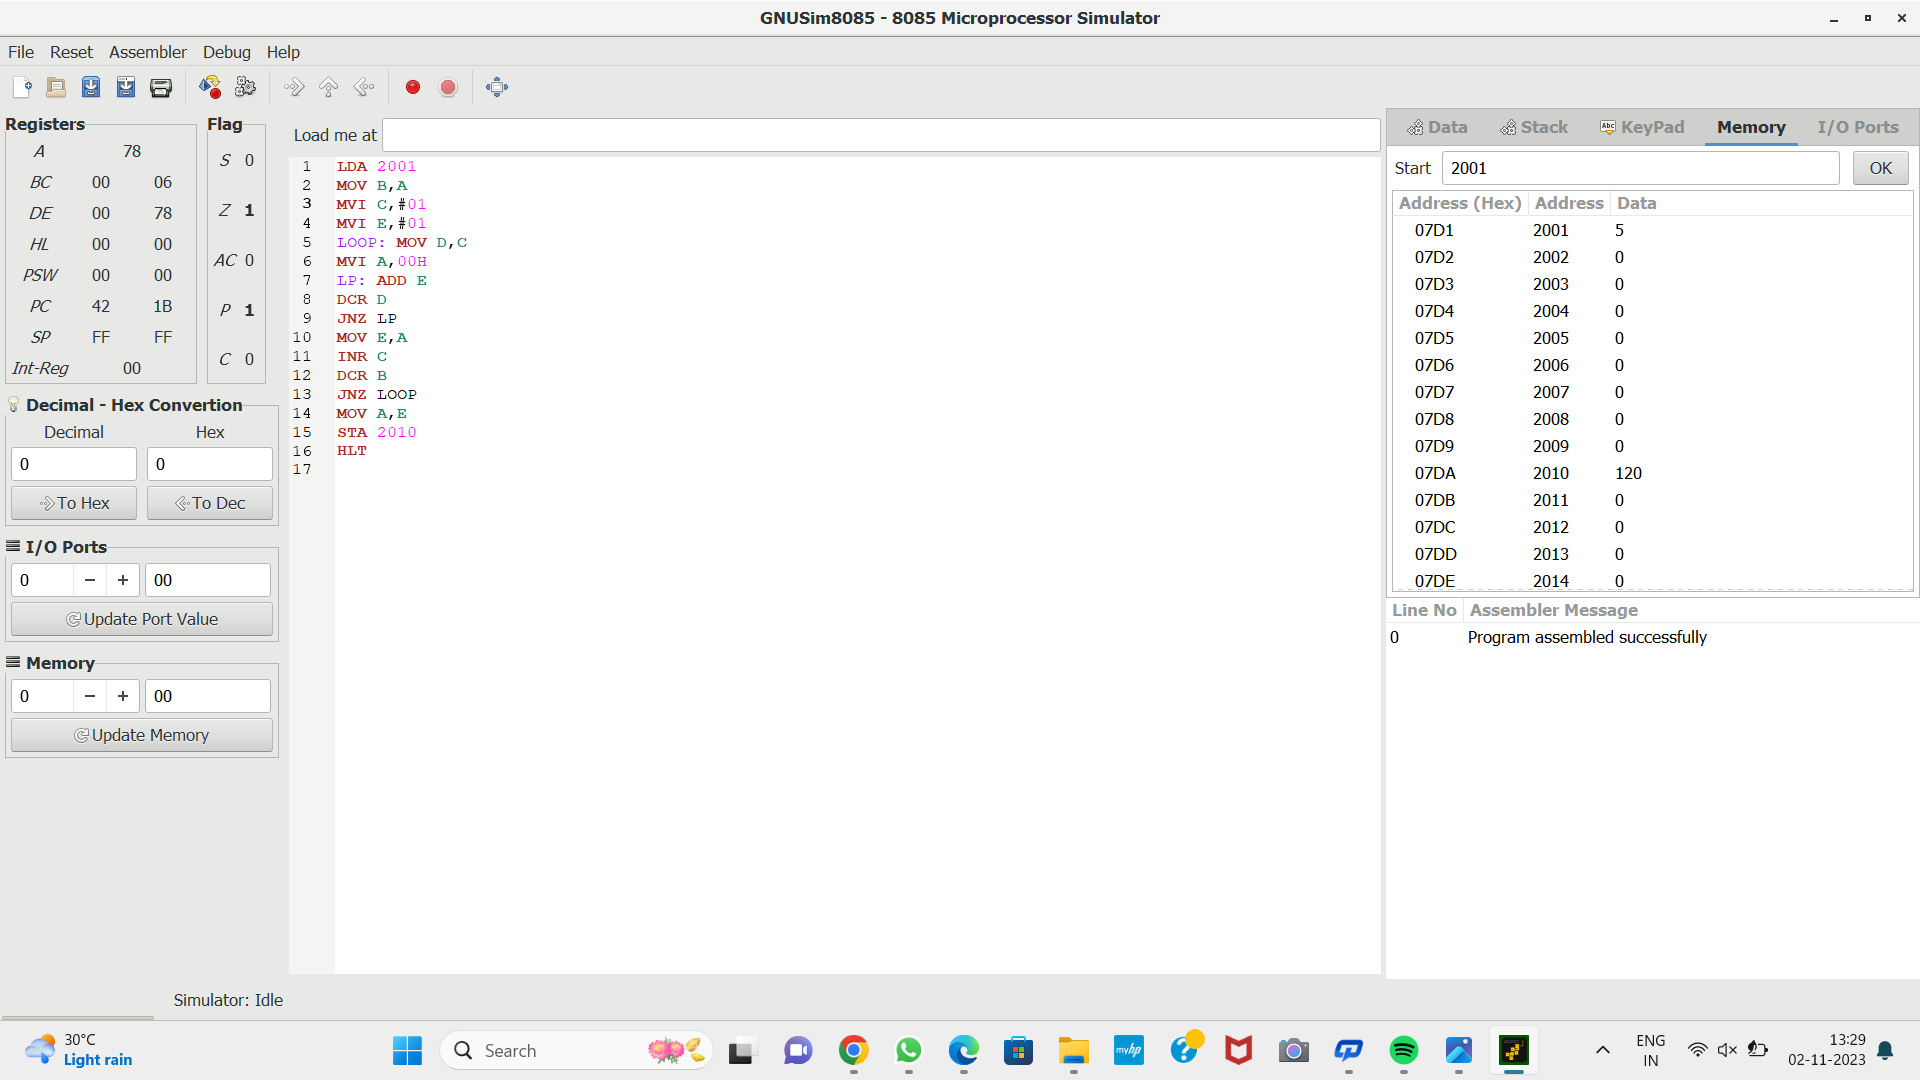 GNUSim8085 - 8085 Microprocessor Simulator
File Reset Assembler Debug Help
Registers
A 78
BC 00 06
DE 00 78
HL 00 00
PSW 00 00
PC 42 1B
SP FF FF
Int-Reg 00
Flag
S 0
Z 1
AC 0
P 1
C 0
Decimal - Hex Convertion
Decimal Hex
0 0
To Hex To Dec
I/O Ports
0 − + 00
Update Port Value
Memory
0 − + 00
Update Memory
Load me at
1 LDA 2001
2 MOV B,A
3 MVI C,#01
4 MVI E,#01
5 LOOP: MOV D,C
6 MVI A,00H
7 LP: ADD E
8 DCR D
9 JNZ LP
10 MOV E,A
11 INR C
12 DCR B
13 JNZ LOOP
14 MOV A,E
15 STA 2010
16 HLT
17
Data Stack Abc KeyPad Memory I/O Ports
Start 2001 OK
Address (Hex) Address Data
07D1 2001 5
07D2 2002 0
07D3 2003 0
07D4 2004 0
07D5 2005 0
07D6 2006 0
07D7 2007 0
07D8 2008 0
07D9 2009 0
07DA 2010 120
07DB 2011 0
07DC 2012 0
07DD 2013 0
07DE 2014 0
Line No Assembler Message
0 Program assembled successfully
Simulator: Idle
30°C
Light rain
Search
myhp
ENG
IN
13:29
02-11-2023